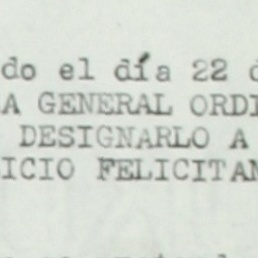 do el día 22 d
A GENERAL ORDI
DESIGNARLO A
ICIO FELICITAN